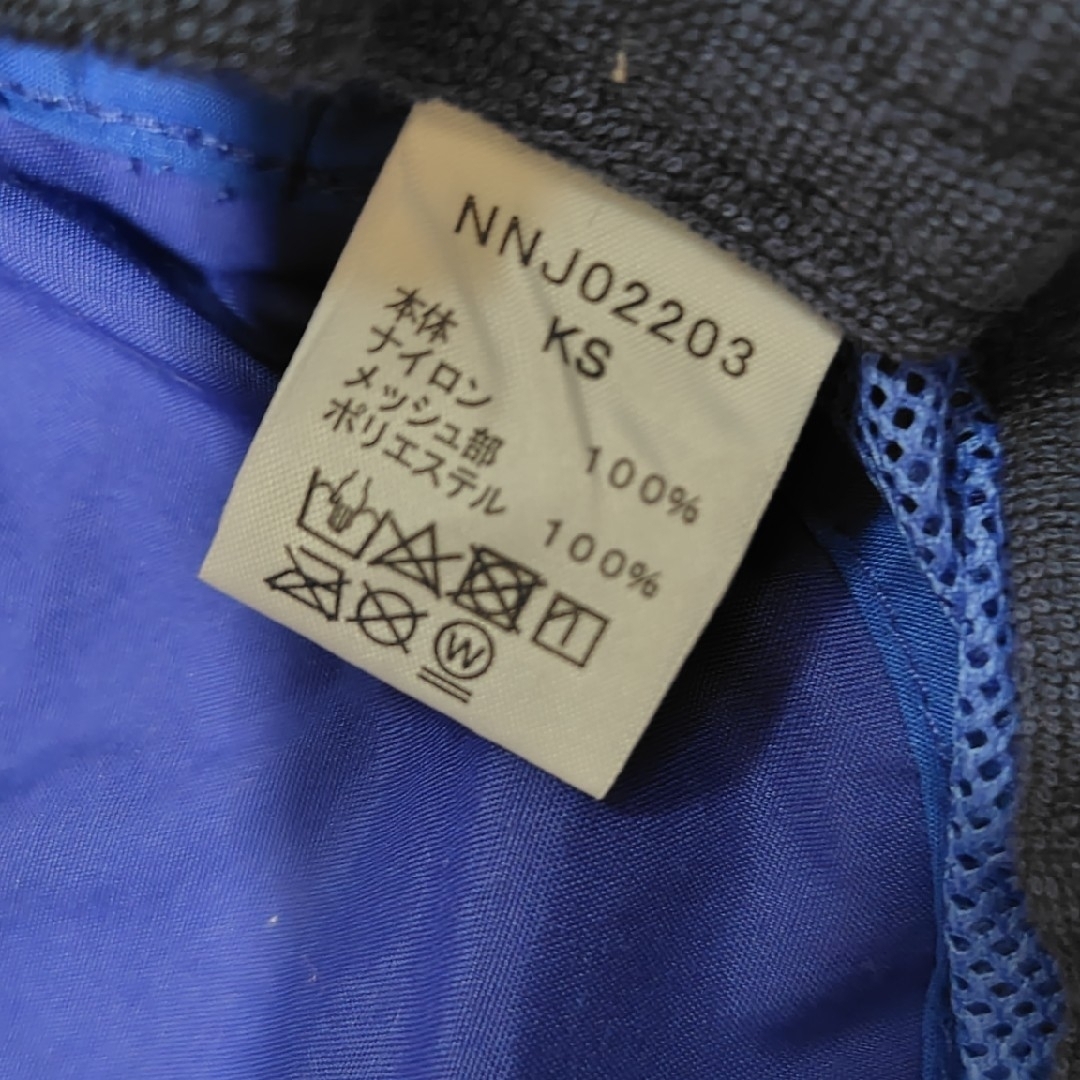 NNJ02203
KS
本体
ナイロン 100%
メッシュ部
ポリエステル 100%
W